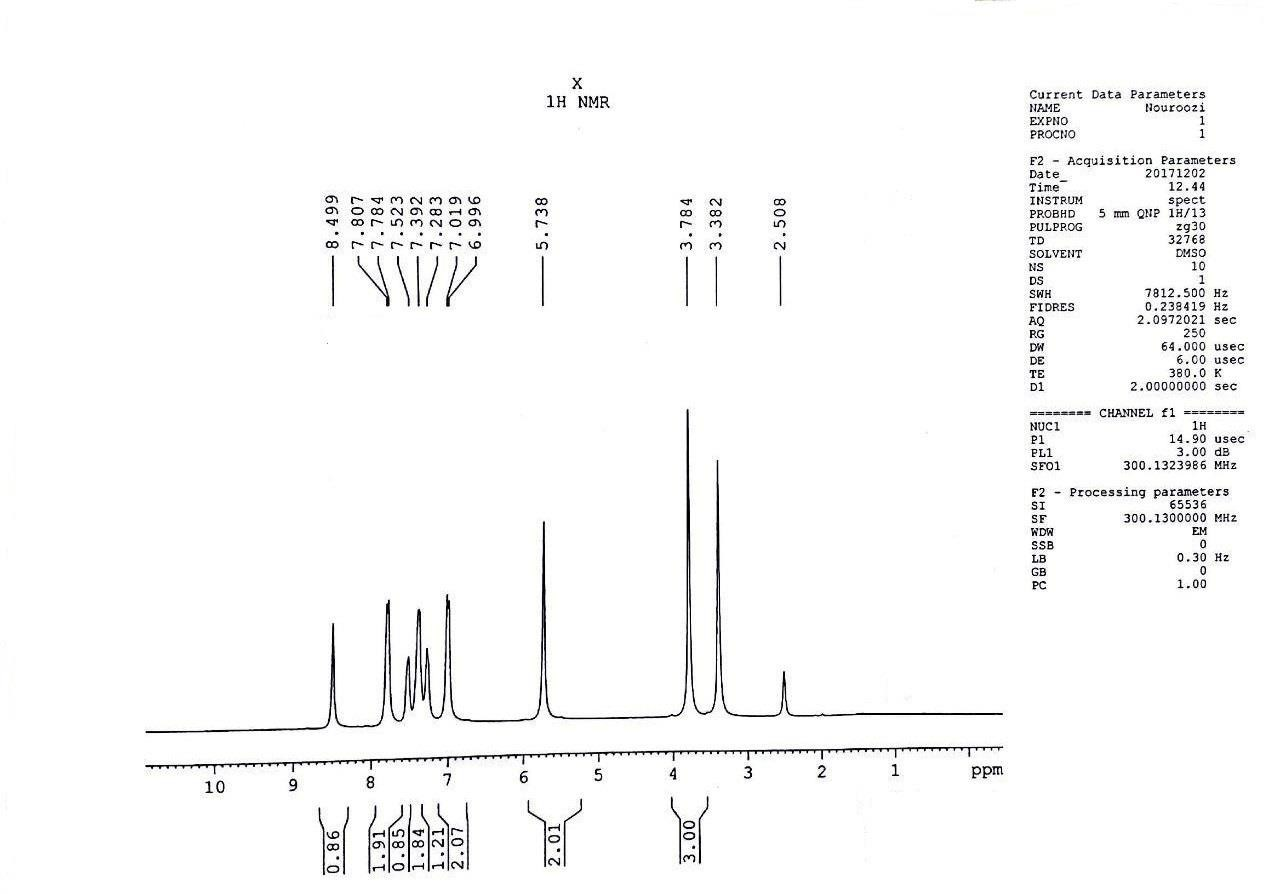 X
1H NMR
8.499
7.807
7.784
7.523
7.392
7.283
7.019
6.996
5.738
3.784
3.382
2.508
Current Data Parameters
NAME Nouroozi
EXPNO 1
PROCNO 1
F2 - Acquisition Parameters
Date_ 20171202
Time 12.44
INSTRUM spect
PROBHD 5 mm QNP 1H/13
PULPROG zg30
TD 32768
SOLVENT DMSO
NS 10
DS 1
SWH 7812.500 Hz
FIDRES 0.238419 Hz
AQ 2.0972021 sec
RG 250
DW 64.000 usec
DE 6.00 usec
TE 380.0 K
D1 2.00000000 sec
======== CHANNEL f1 ========
NUC1 1H
P1 14.90 usec
PL1 3.00 dB
SFO1 300.1323986 MHz
F2 - Processing parameters
SI 65536
SF 300.1300000 MHz
WDW EM
SSB 0
LB 0.30 Hz
GB 0
PC 1.00
10 9 8 7 6 5 4 3 2 1 ppm
0.86
1.91
0.85
1.84
1.21
2.07
2.01
3.00